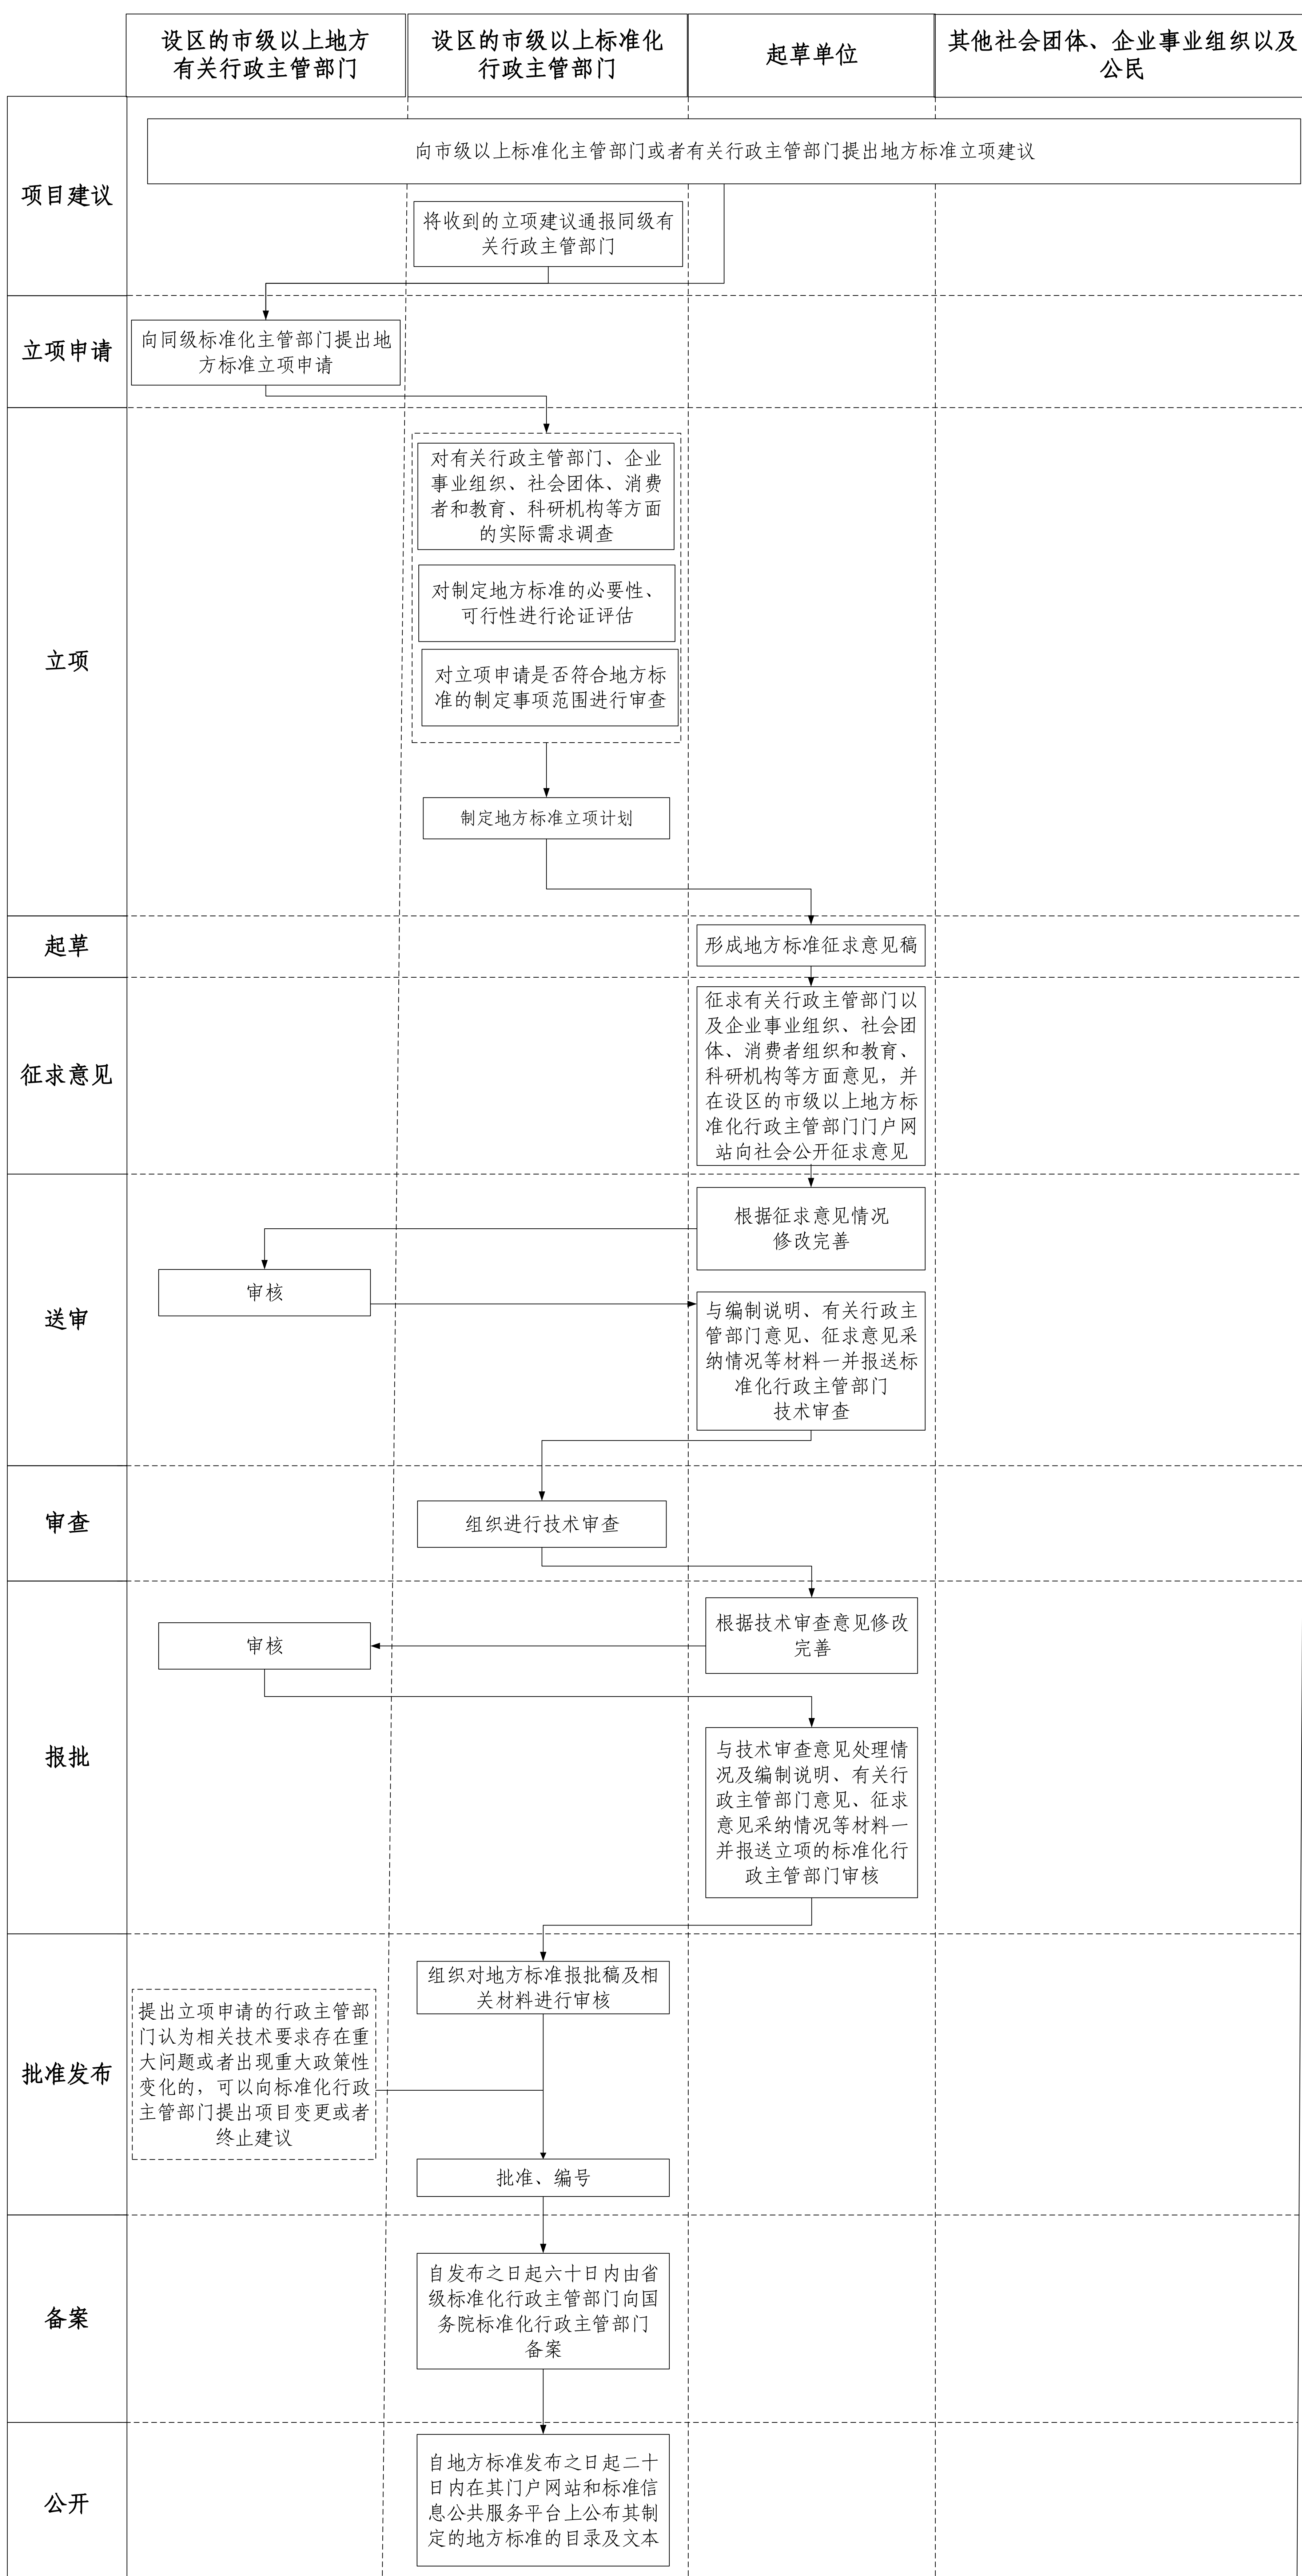 设区的市级以上地方
有关行政主管部门
设区的市级以上标准化
行政主管部门
起草单位
其他社会团体、企业事业组织以及
公民
项目建议
向市级以上标准化主管部门或者有关行政主管部门提出地方标准立项建议
将收到的立项建议通报同级有
关行政主管部门
立项申请
向同级标准化主管部门提出地
方标准立项申请
立项
对有关行政主管部门、企业
事业组织、社会团体、消费
者和教育、科研机构等方面
的实际需求调查
对制定地方标准的必要性、
可行性进行论证评估
对立项申请是否符合地方标
准的制定事项范围进行审查
制定地方标准立项计划
起草
形成地方标准征求意见稿
征求意见
征求有关行政主管部门以
及企业事业组织、社会团
体、消费者组织和教育、
科研机构等方面意见，并
在设区的市级以上地方标
准化行政主管部门门户网
站向社会公开征求意见
送审
根据征求意见情况
修改完善
审核
与编制说明、有关行政主
管部门意见、征求意见采
纳情况等材料一并报送标
准化行政主管部门
技术审查
审查
组织进行技术审查
报批
根据技术审查意见修改
完善
审核
与技术审查意见处理情
况及编制说明、有关行
政主管部门意见、征求
意见采纳情况等材料一
并报送立项的标准化行
政主管部门审核
批准发布
组织对地方标准报批稿及相
关材料进行审核
提出立项申请的行政主管部
门认为相关技术要求存在重
大问题或者出现重大政策性
变化的，可以向标准化行政
主管部门提出项目变更或者
终止建议
批准、编号
备案
自发布之日起六十日内由省
级标准化行政主管部门向国
务院标准化行政主管部门
备案
公开
自地方标准发布之日起二十
日内在其门户网站和标准信
息公共服务平台上公布其制
定的地方标准的目录及文本